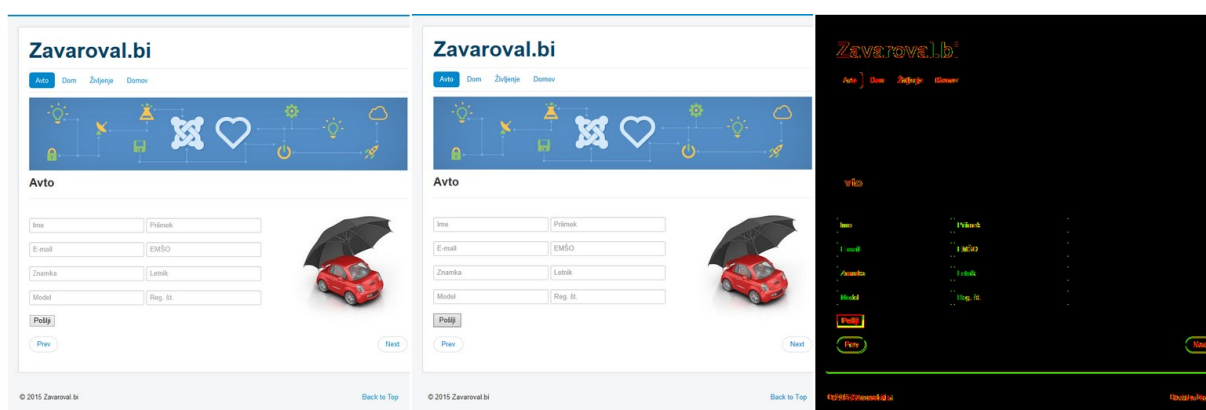 Zavaroval.bi
Avto Dom Življenje Domov
Avto
Ime Priimek
E-mail EMŠO
Znamka Letnik
Model Reg. št.
Pošlji
Prev Next
© 2015 Zavaroval.bi Back to Top
Zavaroval.bi
Avto Dom Življenje Domov
Avto
Ime Priimek
E-mail EMŠO
Znamka Letnik
Model Reg. št.
Pošlji
Prev Next
© 2015 Zavaroval.bi Back to Top
Zavaroval.bi
Avto Dom Življenje Domov
Ime Priimek
E-mail EMŠO
Znamka Letnik
Model Reg. št.
Pošlji
Prev